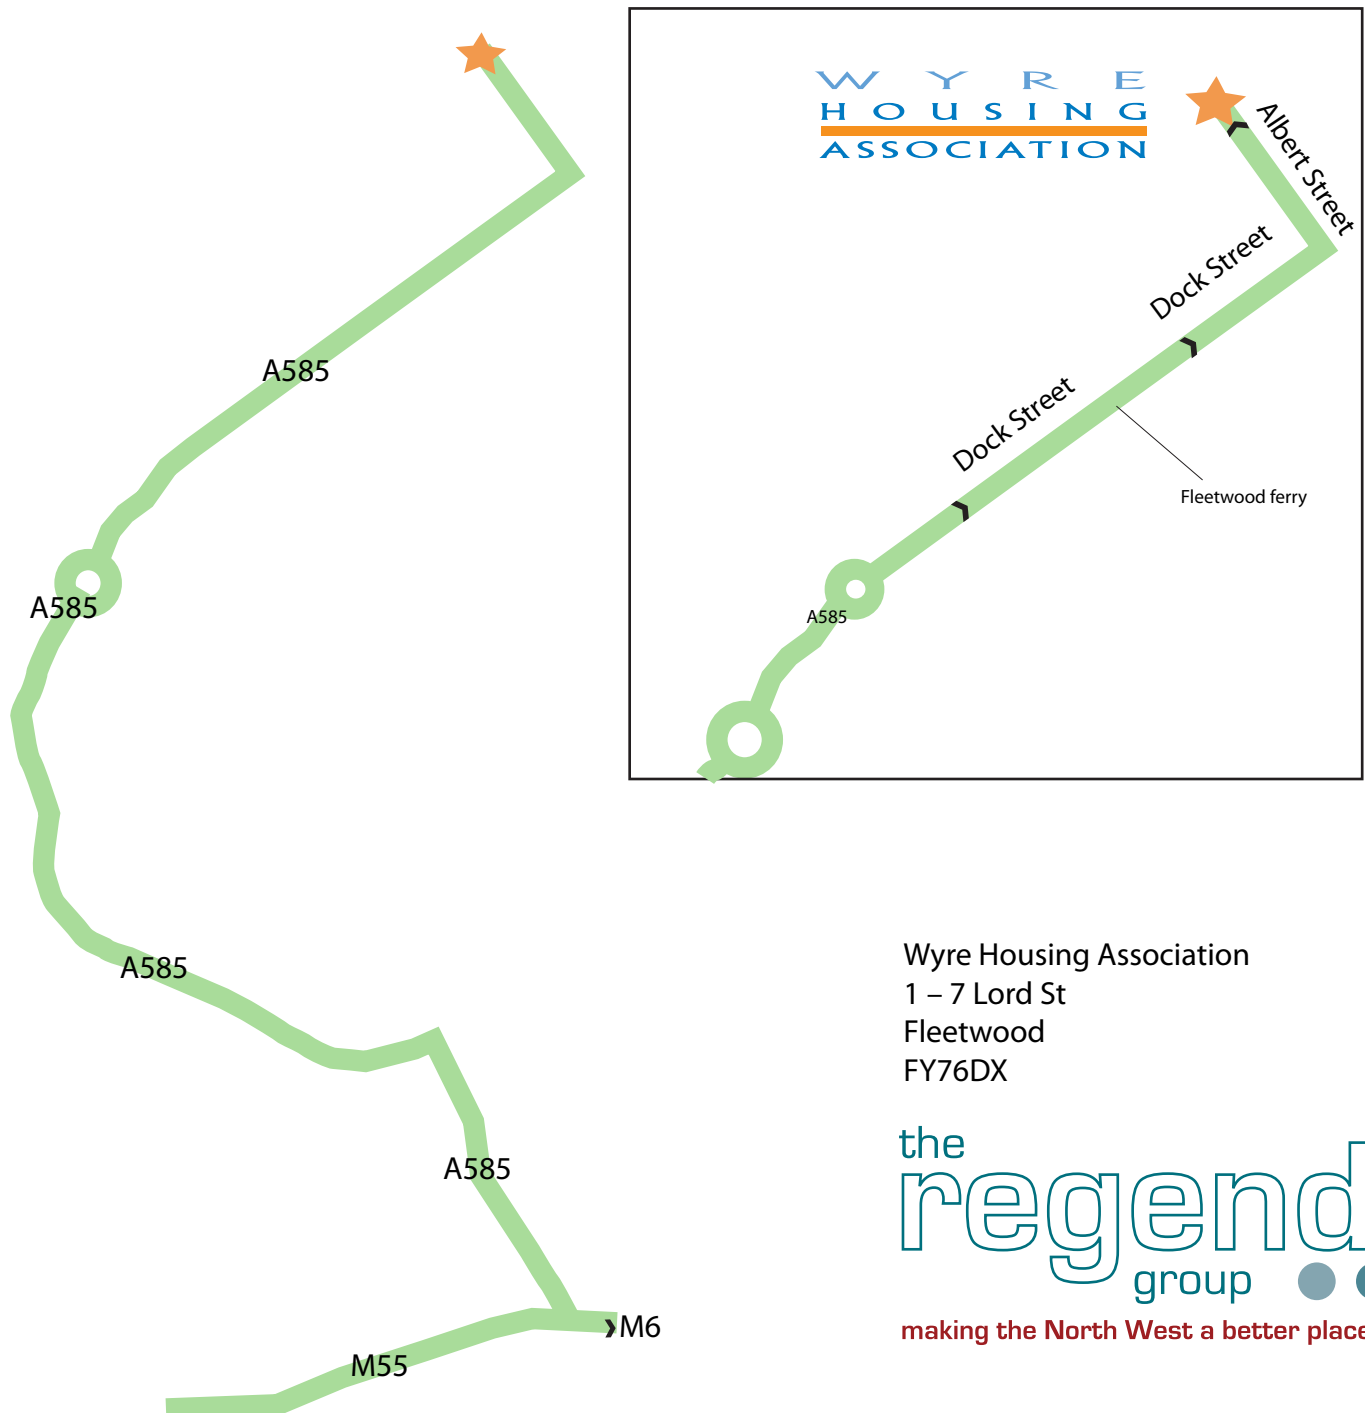 WYRE
HOUSING
ASSOCIATION
Albert Street
Dock Street
Dock Street
Fleetwood ferry
A585
A585
A585
A585
A585
M6
M55
Wyre Housing Association
1 – 7 Lord St
Fleetwood
FY76DX
the
regend
group
making the North West a better place